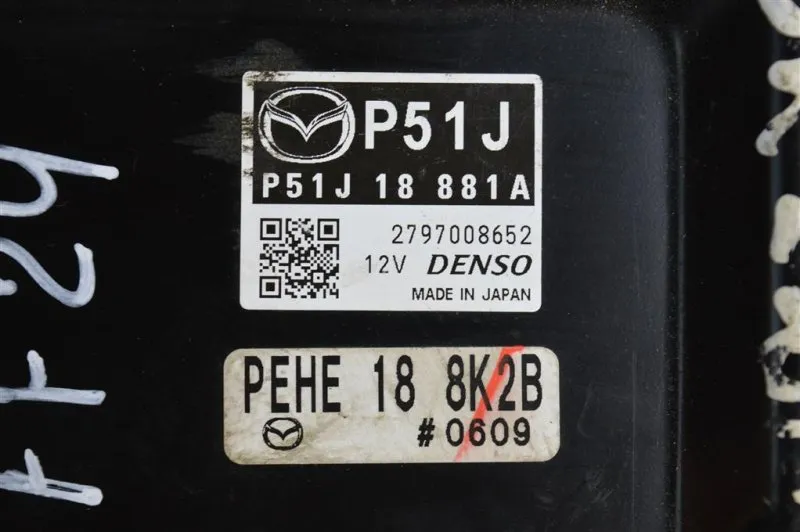 P51J
P51J 18 881A
2797008652
12V DENSO
MADE IN JAPAN
PEHE 18 8K2B
#0609